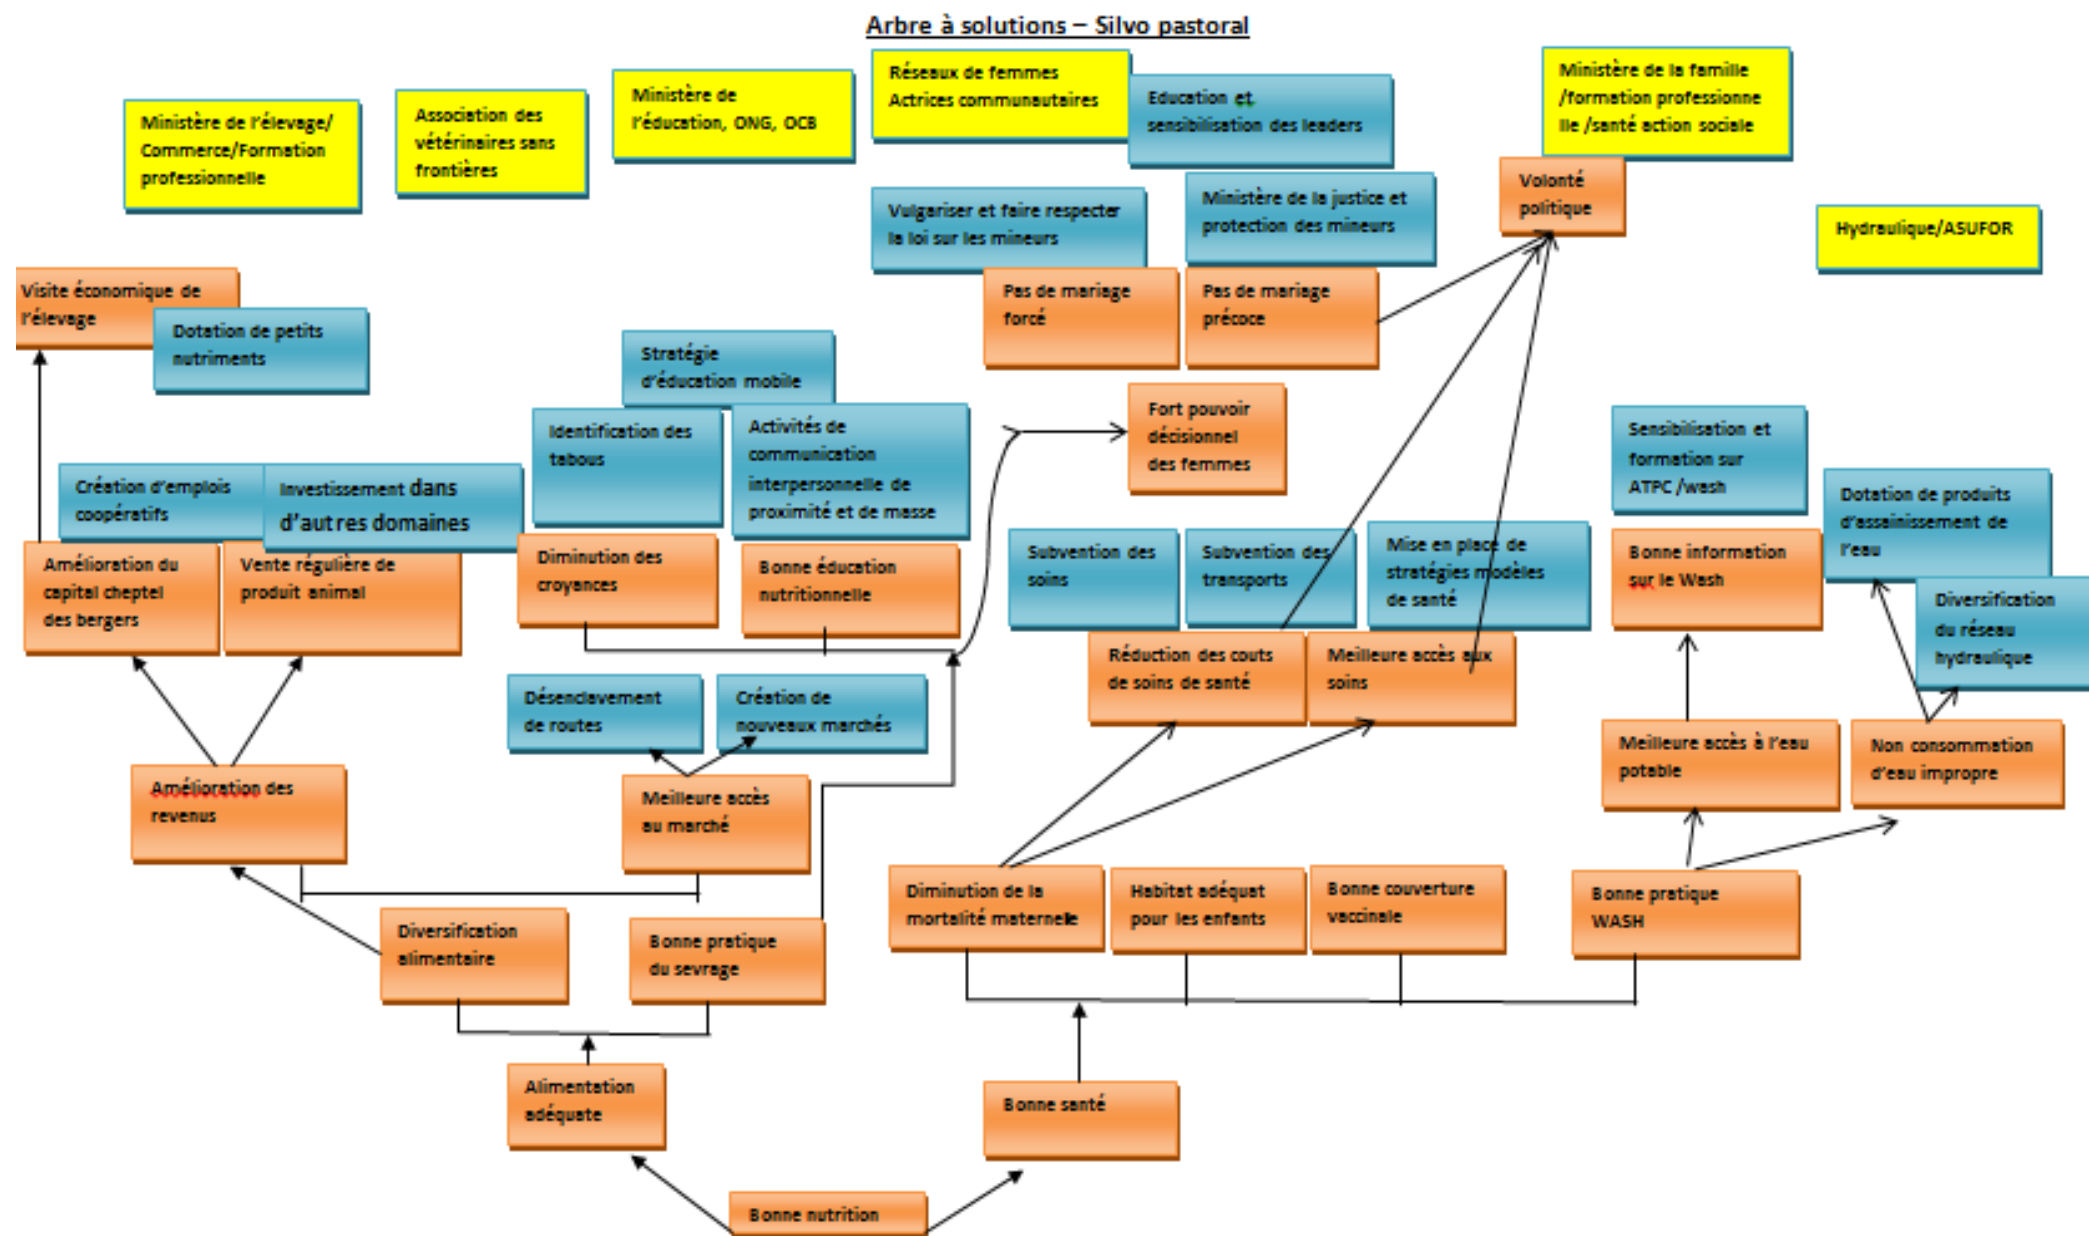 Arbre à solutions – Silvo pastoral
Ministère de l'élevage/
Commerce/Formation
professionnelle
Association des
vétérinaires sans
frontières
Ministère de
l'éducation, ONG, OCB
Réseaux de femmes
Actrices communautaires
Education et
sensibilisation des leaders
Ministère de la famille
/formation professionne
lle /santé action sociale
Volonté
politique
Vulgariser et faire respecter
la loi sur les mineurs
Ministère de la justice et
protection des mineurs
Hydraulique/ASUFOR
Visite économique de
l'élevage
Dotation de petits
nutriments
Pas de mariage
forcé
Pas de mariage
précoce
Stratégie
d'éducation mobile
Identification des
tabous
Activités de
communication
interpersonnelle de
proximité et de masse
Fort pouvoir
décisionnel
des femmes
Sensibilisation et
formation sur
ATPC /wash
Dotation de produits
d'assainissement de
l'eau
Création d'emplois
coopératifs
Investissement dans
d'autres domaines
Amélioration du
capital cheptel
des bergers
Vente régulière de
produit animal
Diminution des
croyances
Bonne éducation
nutritionnelle
Subvention des
soins
Subvention des
transports
Mise en place de
stratégies modèles
de santé
Bonne information
sur le Wash
Diversification
du réseau
hydraulique
Réduction des couts
de soins de santé
Meilleure accès aux
soins
Désenclavement
de routes
Création de
nouveaux marchés
Meilleure accès à l'eau
potable
Non consommation
d'eau impropre
Amélioration des
revenus
Meilleure accès
au marché
Diversification
alimentaire
Bonne pratique
du sevrage
Diminution de la
mortalité maternele
Habitat adéquat
pour les enfants
Bonne couverture
vaccinale
Bonne pratique
WASH
Alimentation
adéquate
Bonne santé
Bonne nutrition